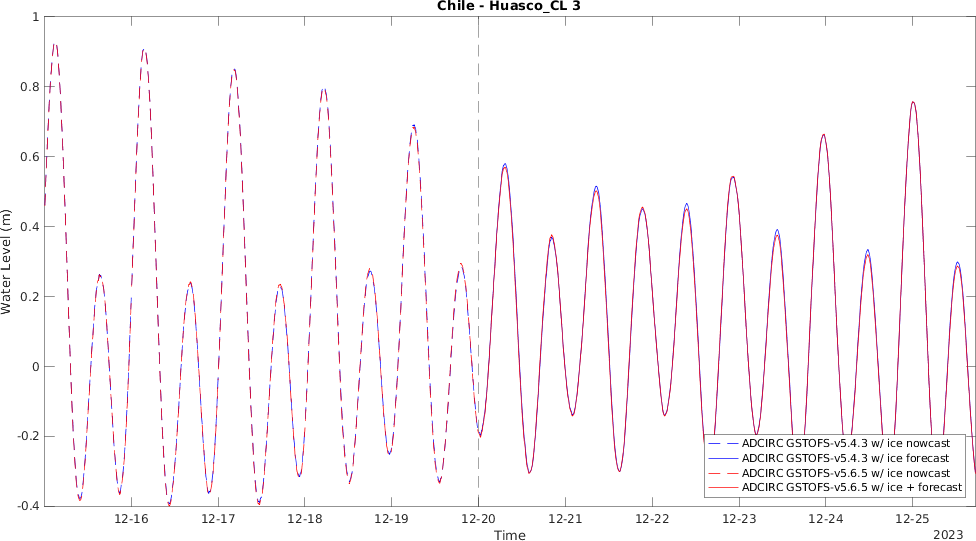 Chile - Huasco_CL 3
Water Level (m)
1
0.8
0.6
0.4
0.2
0
-0.2
-0.4
12-16 12-17 12-18 12-19 12-20 12-21 12-22 12-23 12-24 12-25
Time
2023
ADCIRC GSTOFS-v5.4.3 w/ ice nowcast
ADCIRC GSTOFS-v5.4.3 w/ ice forecast
ADCIRC GSTOFS-v5.6.5 w/ ice nowcast
ADCIRC GSTOFS-v5.6.5 w/ ice + forecast